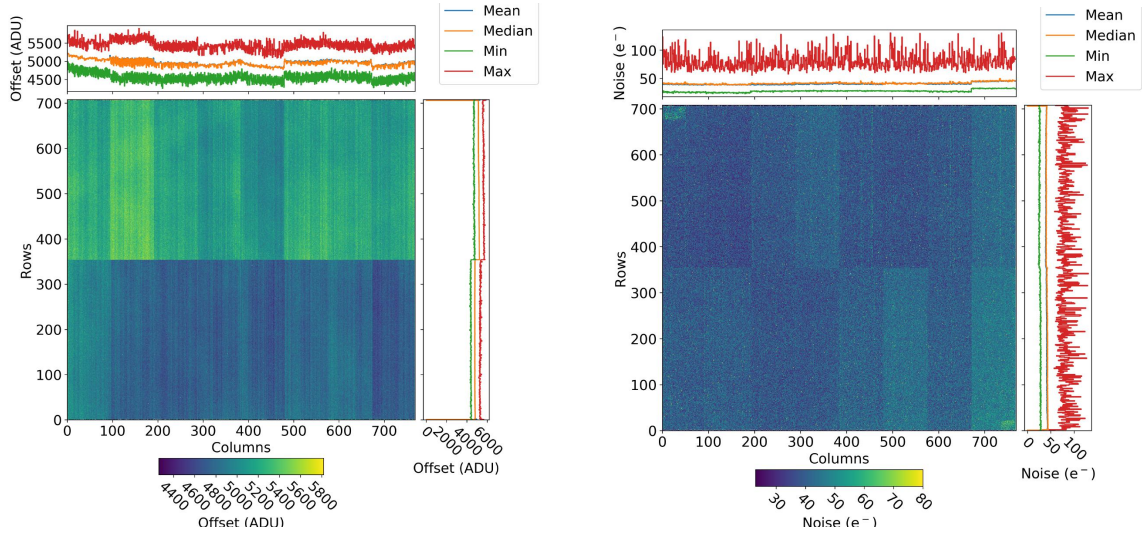 Offset (ADU)
5500
5000
4500
Mean
Median
Min
Max
Rows
700
600
500
400
300
200
100
0
0 100 200 300 400 500 600 700
Columns
0 2000 4000 6000
Offset (ADU)
4400 4600 4800 5000 5200 5400 5600 5800
Offset (ADU)
Noise (e⁻)
100
50
Mean
Median
Min
Max
Rows
700
600
500
400
300
200
100
0
0 100 200 300 400 500 600 700
Columns
0 50 100
Noise (e⁻)
30 40 50 60 70 80
Noise (e⁻)